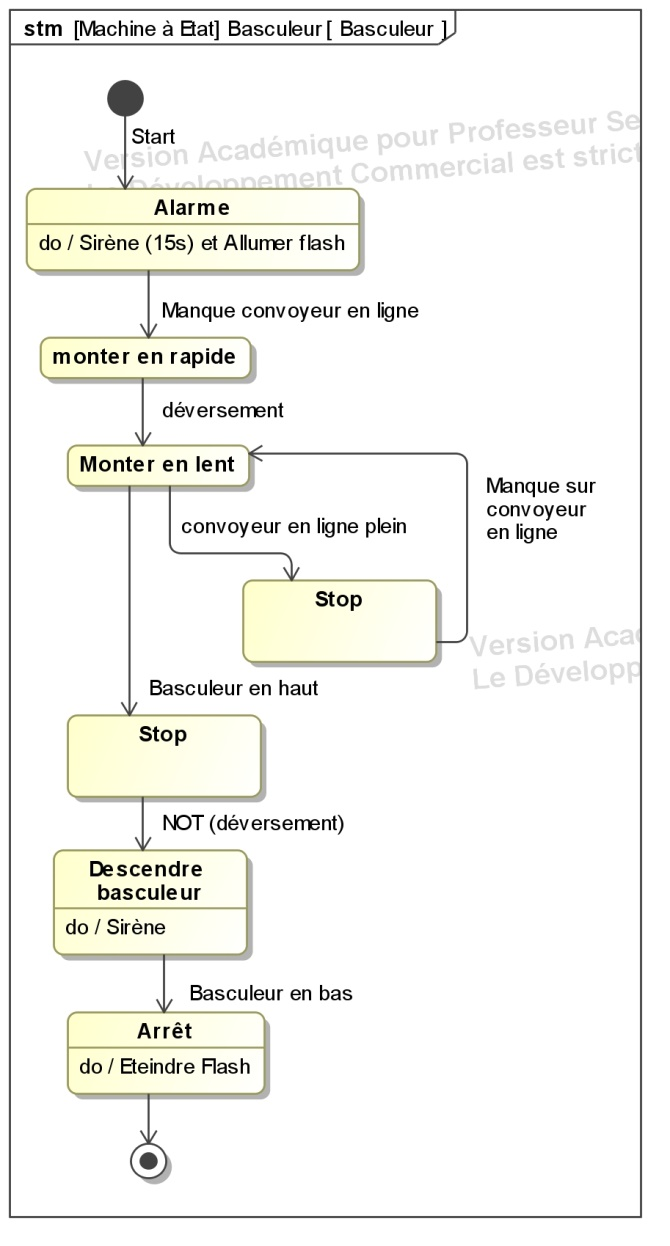 stm [Machine à Etat] Basculeur [ Basculeur ]
Start
Version Académique pour Professeur Se
Développement Commercial est strict
Alarme
do / Sirène (15s) et Allumer flash
Manque convoyeur en ligne
monter en rapide
déversement
Monter en lent
Manque sur
convoyeur
en ligne
convoyeur en ligne plein
Stop
Version Aca
Le Développ
Basculeur en haut
Stop
NOT (déversement)
Descendre
basculeur
do / Sirène
Basculeur en bas
Arrêt
do / Eteindre Flash